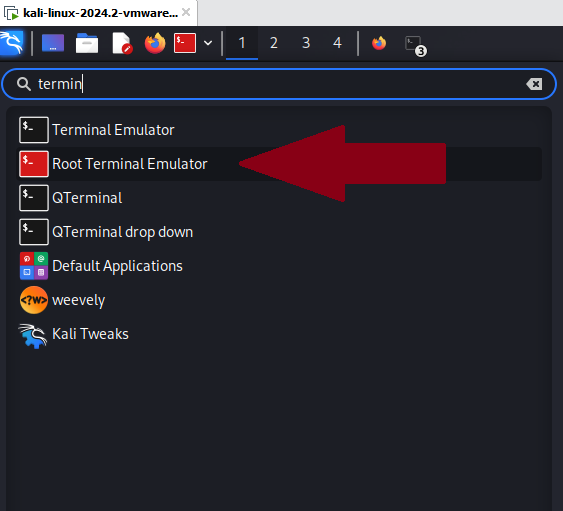 kali-linux-2024.2-vmware...
1 2 3 4
3
termin
Terminal Emulator
Root Terminal Emulator
QTerminal
QTerminal drop down
Default Applications
<?w>
weevely
Kali Tweaks